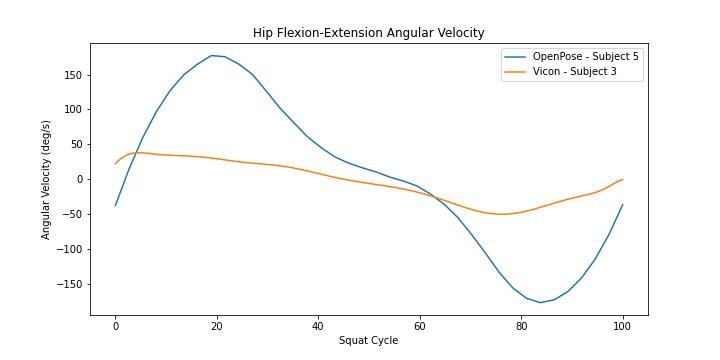 Hip Flexion-Extension Angular Velocity
OpenPose - Subject 5
Vicon - Subject 3
Angular Velocity (deg/s)
150
100
50
0
−50
−100
−150
0 20 40 60 80 100
Squat Cycle